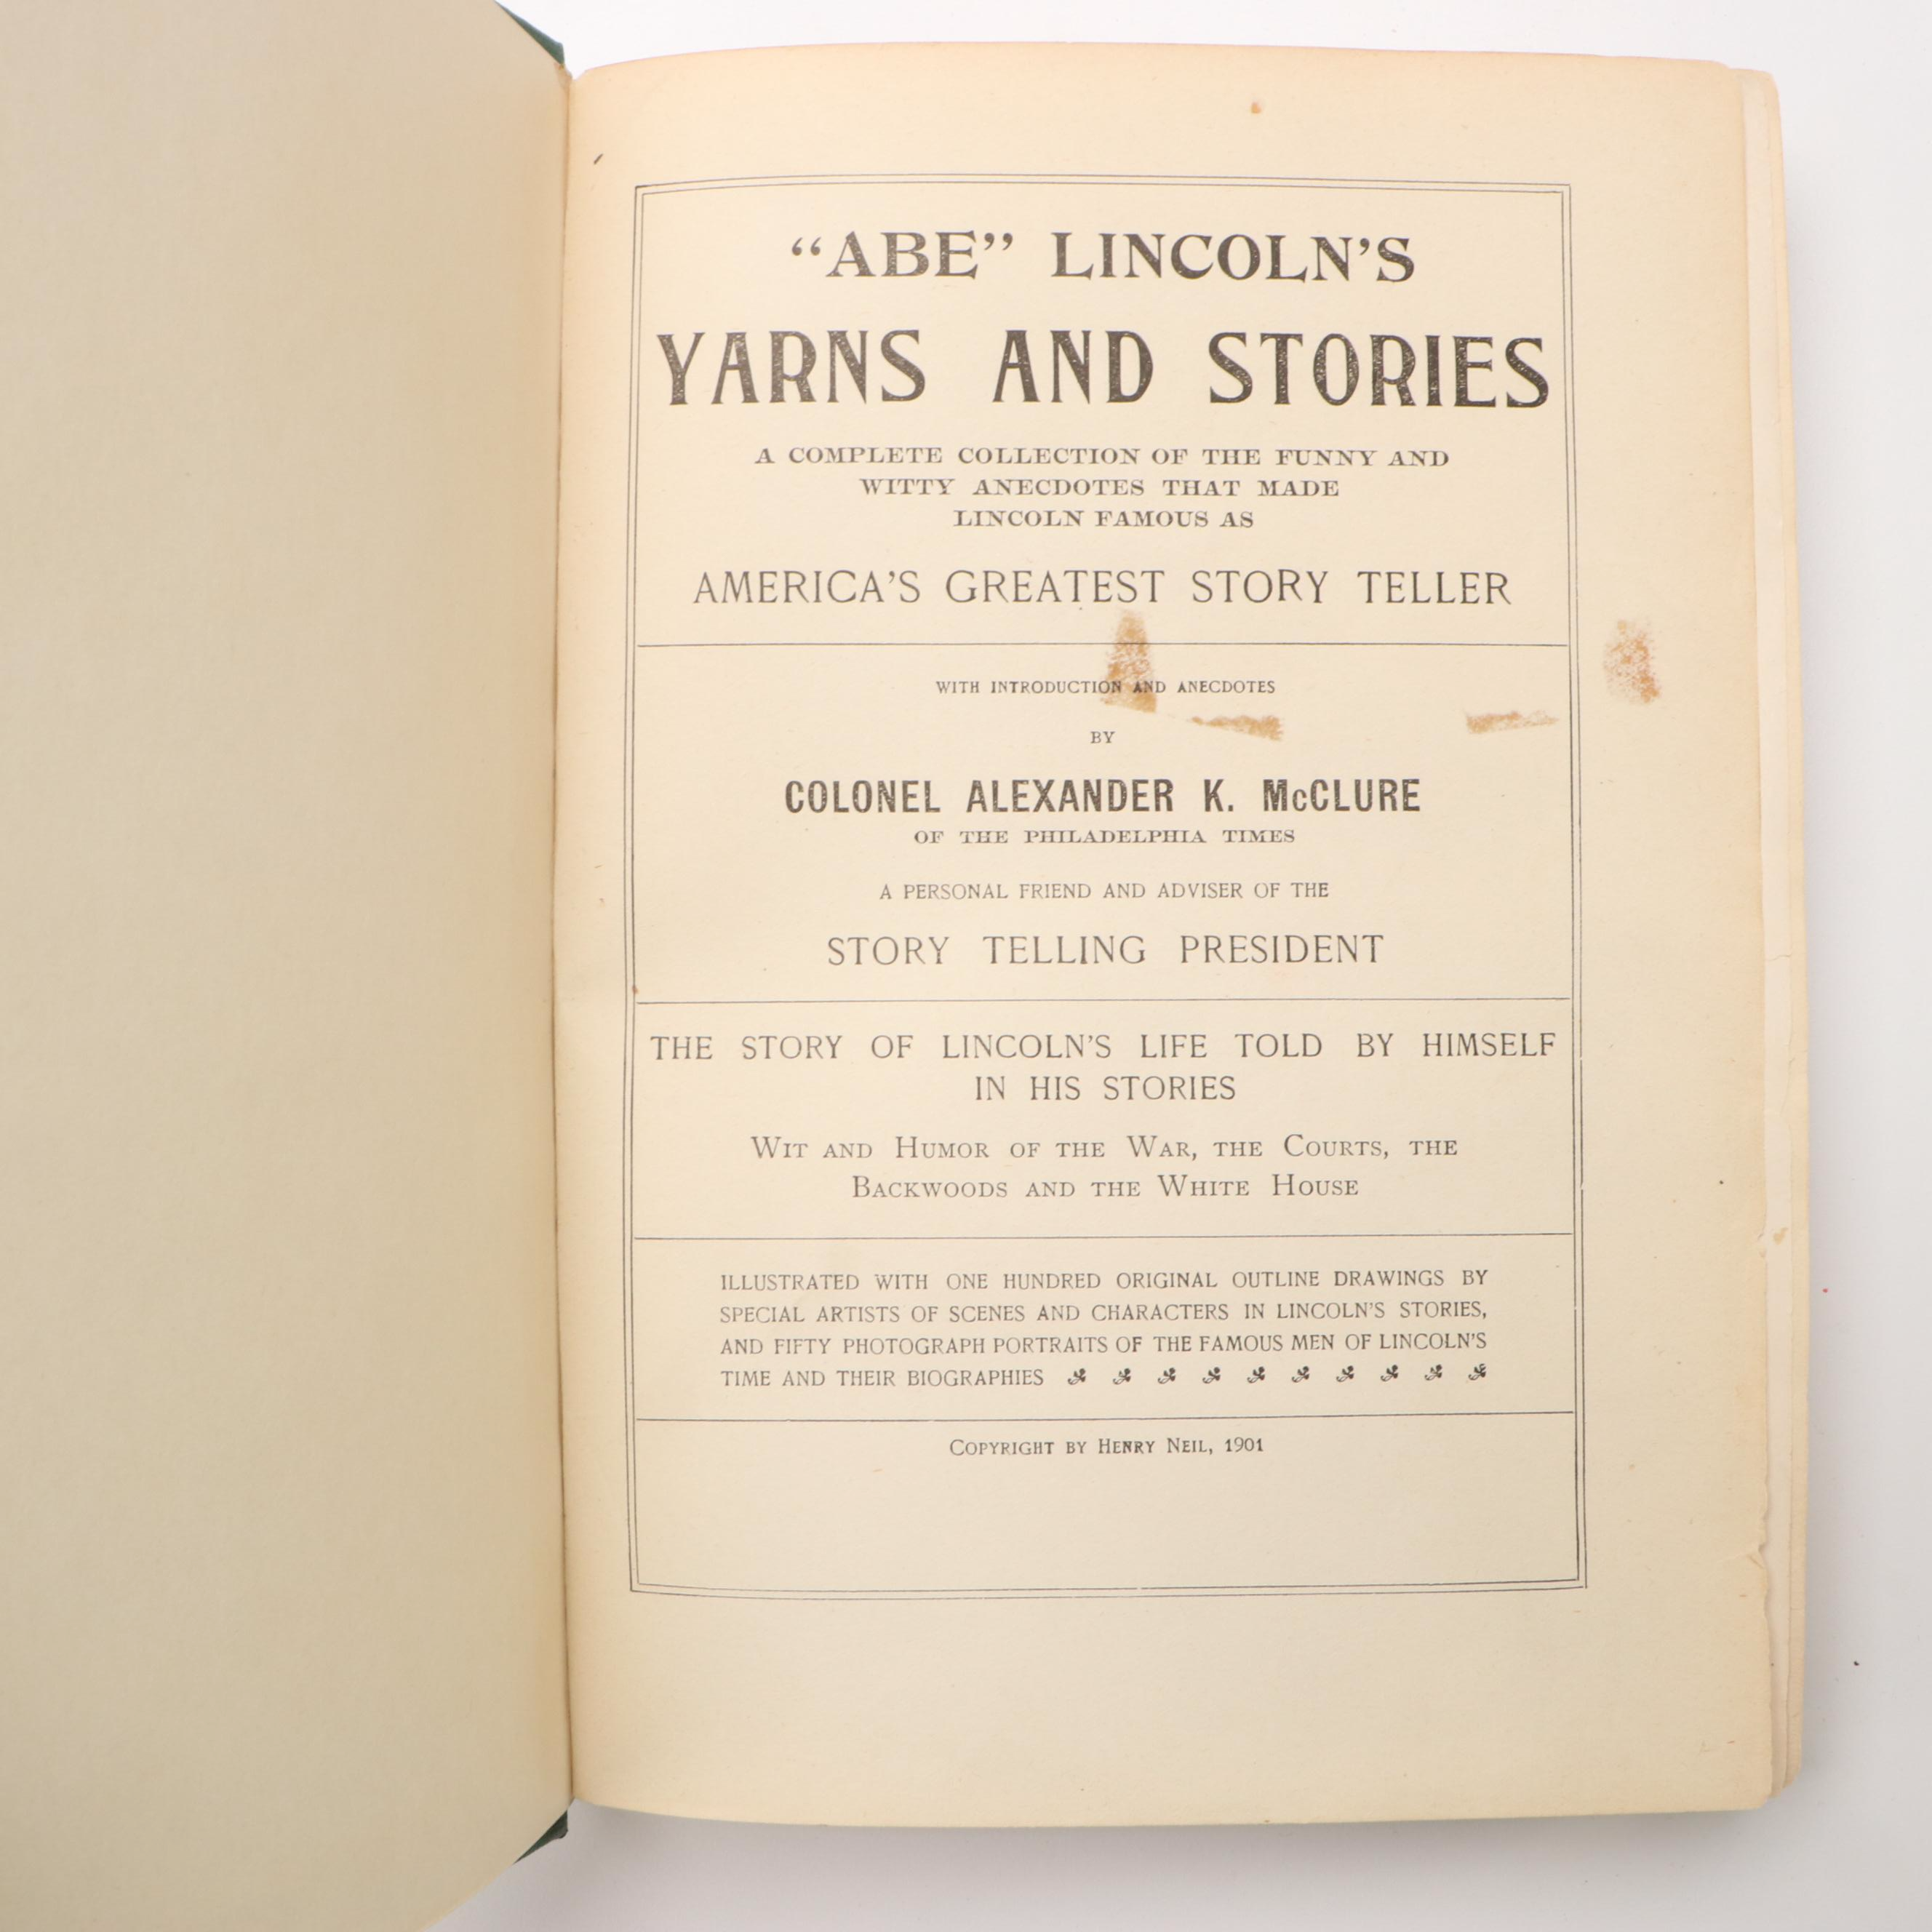 “ABE” LINCOLN’S
YARNS AND STORIES
A COMPLETE COLLECTION OF THE FUNNY AND
WITTY ANECDOTES THAT MADE
LINCOLN FAMOUS AS
AMERICA’S GREATEST STORY TELLER
WITH INTRODUCTION AND ANECDOTES
BY
COLONEL ALEXANDER K. McCLURE
OF THE PHILADELPHIA TIMES
A PERSONAL FRIEND AND ADVISER OF THE
STORY TELLING PRESIDENT
THE STORY OF LINCOLN’S LIFE TOLD BY HIMSELF
IN HIS STORIES
WIT AND HUMOR OF THE WAR, THE COURTS, THE
BACKWOODS AND THE WHITE HOUSE
ILLUSTRATED WITH ONE HUNDRED ORIGINAL OUTLINE DRAWINGS BY
SPECIAL ARTISTS OF SCENES AND CHARACTERS IN LINCOLN’S STORIES,
AND FIFTY PHOTOGRAPH PORTRAITS OF THE FAMOUS MEN OF LINCOLN’S
TIME AND THEIR BIOGRAPHIES
COPYRIGHT BY HENRY NEIL, 1901